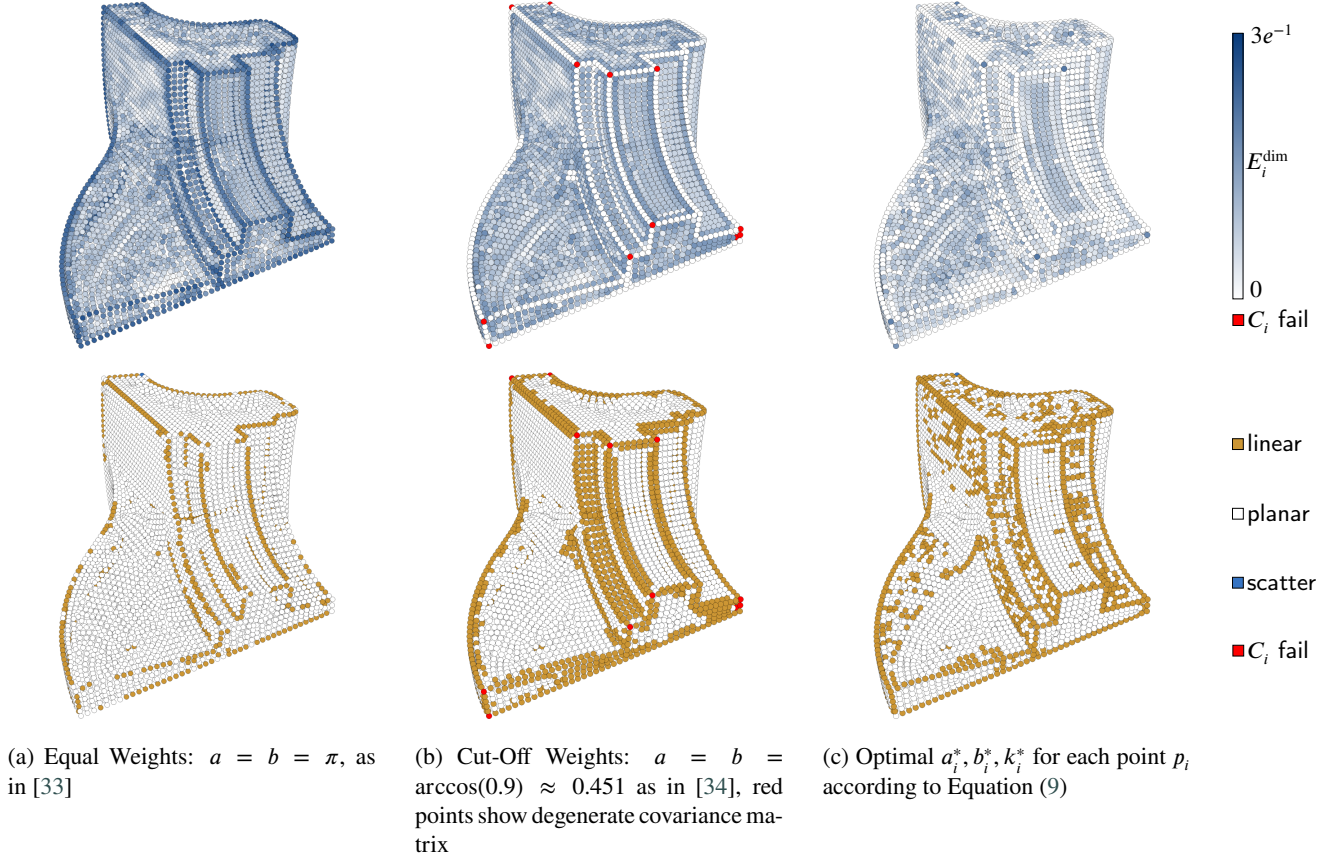 3e⁻¹
E_i^dim
0
C_i fail
linear
planar
scatter
C_i fail
(a) Equal Weights: a = b = π, as
in [33]
(b) Cut-Off Weights: a = b =
arccos(0.9) ≈ 0.451 as in [34], red
points show degenerate covariance ma-
trix
(c) Optimal a_i^*, b_i^*, k_i^* for each point p_i
according to Equation (9)